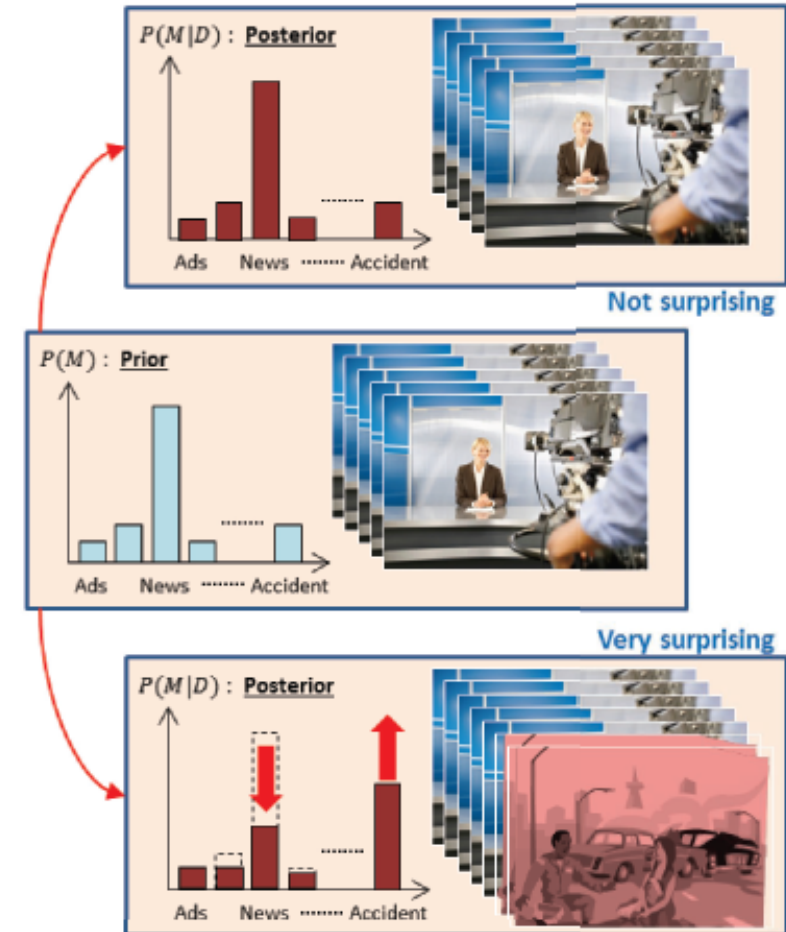 P(M|D) : Posterior
Ads News ········ Accident
Not surprising
P(M) : Prior
Ads News ········ Accident
Very surprising
P(M|D) : Posterior
Ads News ········ Accident